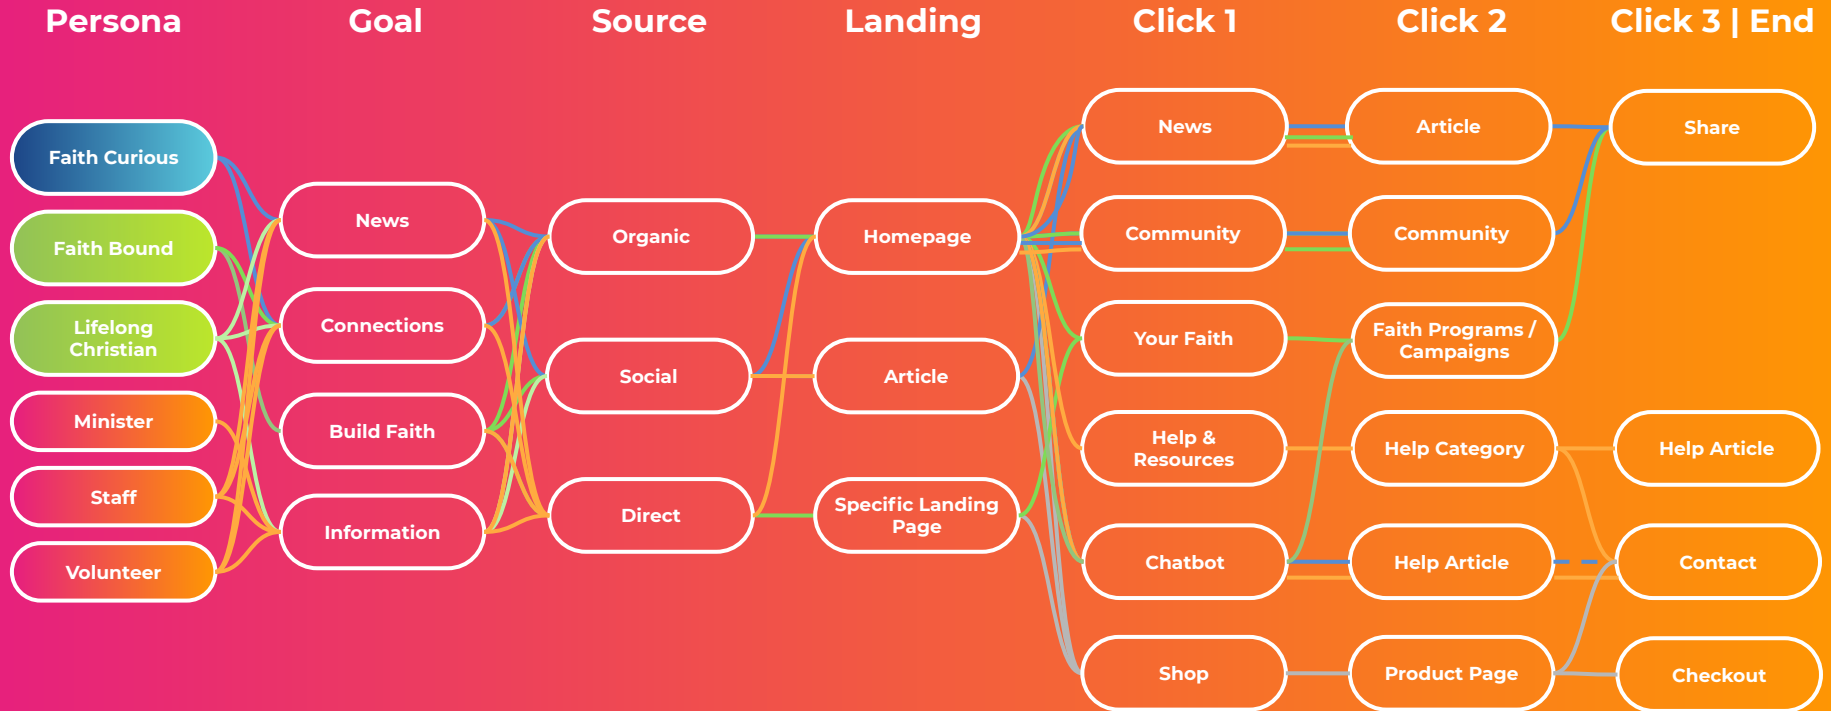 Persona
Goal
Source
Landing
Click 1
Click 2
Click 3 | End
Faith Curious
Faith Bound
Lifelong
Christian
Minister
Staff
Volunteer
News
Connections
Build Faith
Information
Organic
Social
Direct
Homepage
Article
Specific Landing
Page
News
Community
Your Faith
Help &
Resources
Chatbot
Shop
Article
Community
Faith Programs /
Campaigns
Help Category
Help Article
Product Page
Share
Help Article
Contact
Checkout